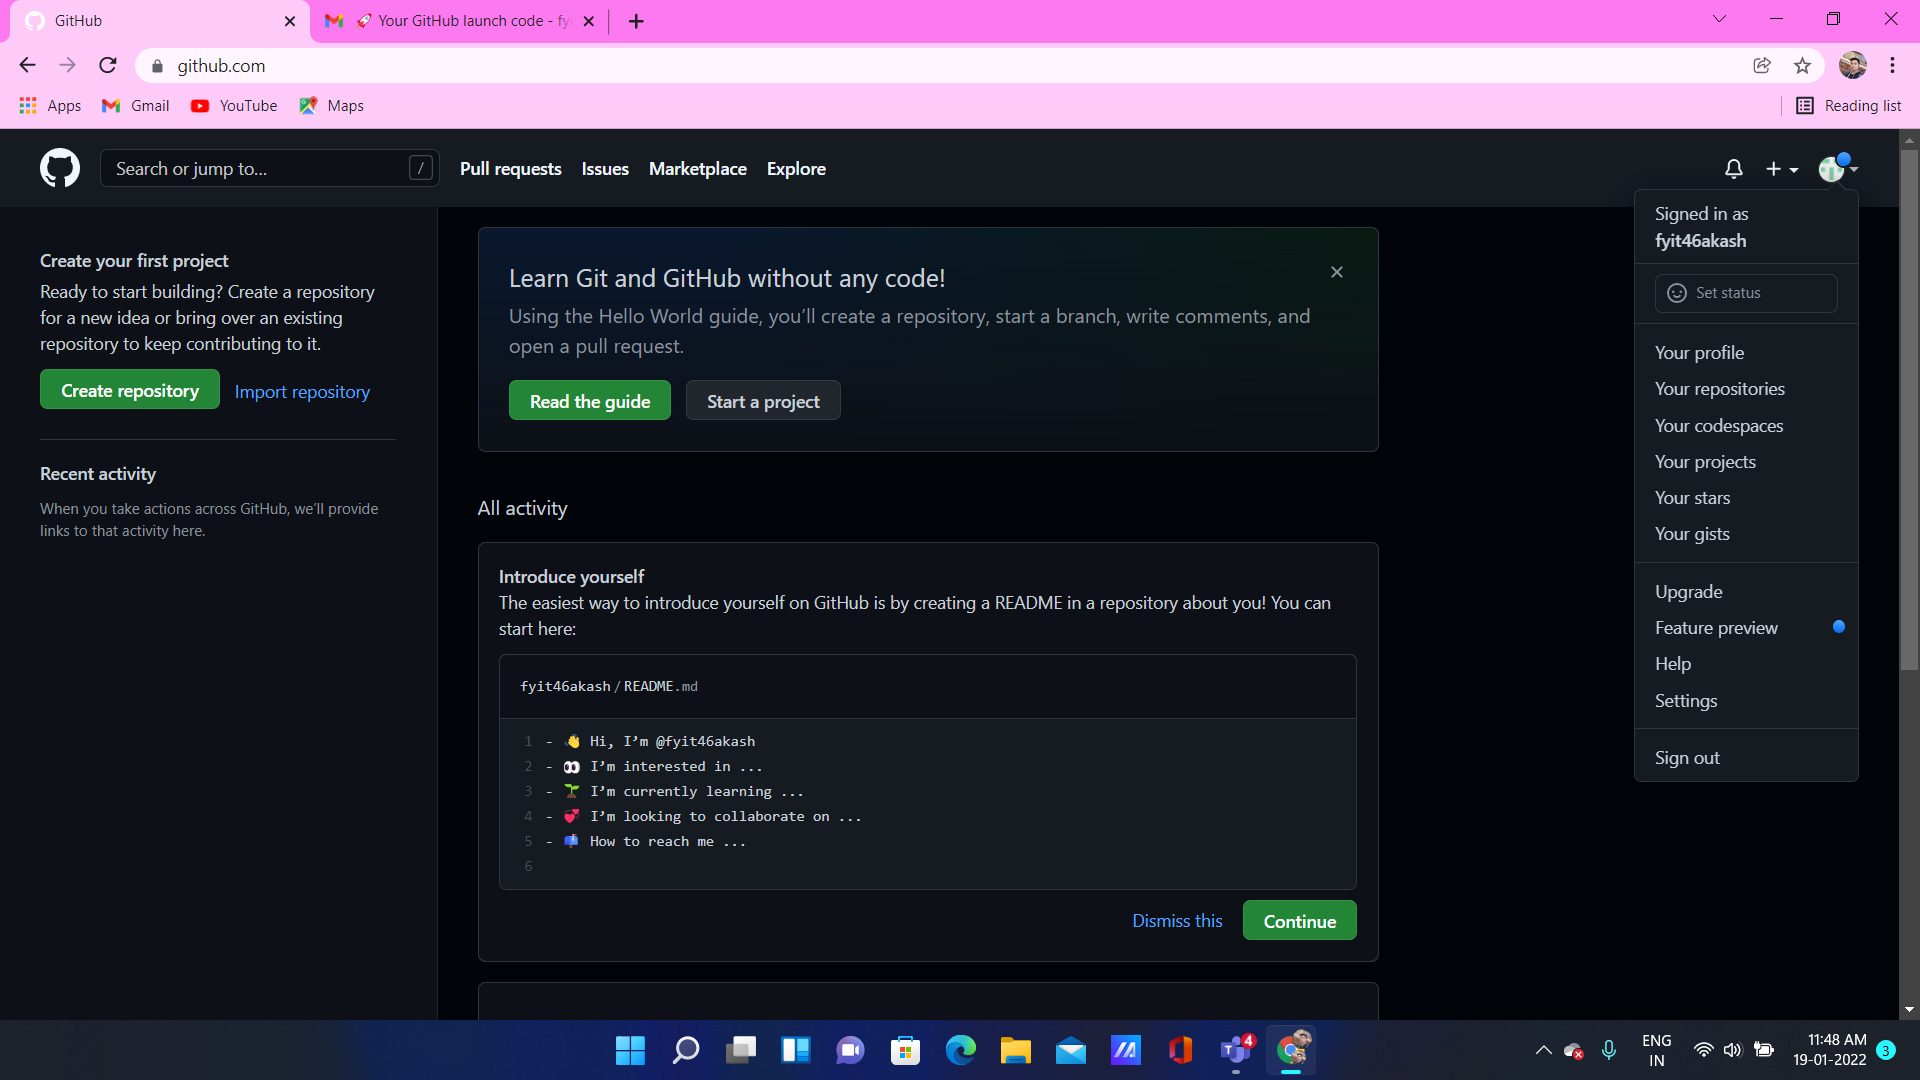 GitHub
🚀 Your GitHub launch code - fyi
github.com
Apps
Gmail
YouTube
Maps
Reading list
Search or jump to...
/
Pull requests
Issues
Marketplace
Explore
Signed in as
fyit46akash
Set status
Your profile
Your repositories
Your codespaces
Your projects
Your stars
Your gists
Upgrade
Feature preview
Help
Settings
Sign out
Create your first project
Ready to start building? Create a repository
for a new idea or bring over an existing
repository to keep contributing to it.
Create repository
Import repository
Recent activity
When you take actions across GitHub, we’ll provide
links to that activity here.
Learn Git and GitHub without any code!
Using the Hello World guide, you’ll create a repository, start a branch, write comments, and
open a pull request.
Read the guide
Start a project
All activity
Introduce yourself
The easiest way to introduce yourself on GitHub is by creating a README in a repository about you! You can
start here:
fyit46akash/README.md
1 - 👋 Hi, I’m @fyit46akash
2 - 👀 I’m interested in ...
3 - 🌱 I’m currently learning ...
4 - 💞️ I’m looking to collaborate on ...
5 - 📫 How to reach me ...
6
Dismiss this
Continue
4
ENG
IN
11:48 AM
19-01-2022
3